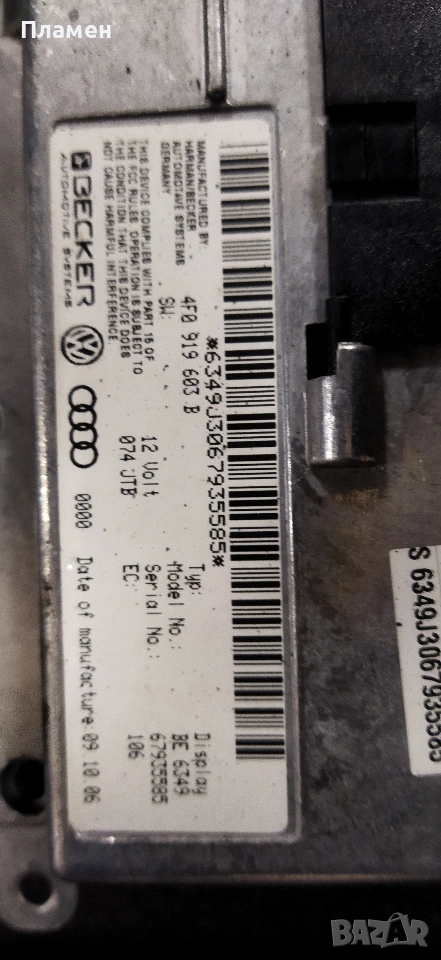 Пламен
*6349J3067935585*
MANUFACTURED BY:
HARMAN/BECKER
AUTOMOTIVE SYSTEMS
GERMANY
4F0 919 603 B
SW:
THIS DEVICE COMPLIES WITH PART 15 OF
THE FCC RULES. OPERATION IS SUBJECT TO
THE CONDITION THAT THIS DEVICE DOES
NOT CAUSE HARMFUL INTERFERENCE.
12 Volt
074 JTB
Typ: Display
Model No.: BE 6349
Serial No.: 67935585
EC: 106
BECKER
AUTOMOTIVE SYSTEMS
0000 Date of manufacture: 09.10.06
S 6349J3067935585
BAZAR